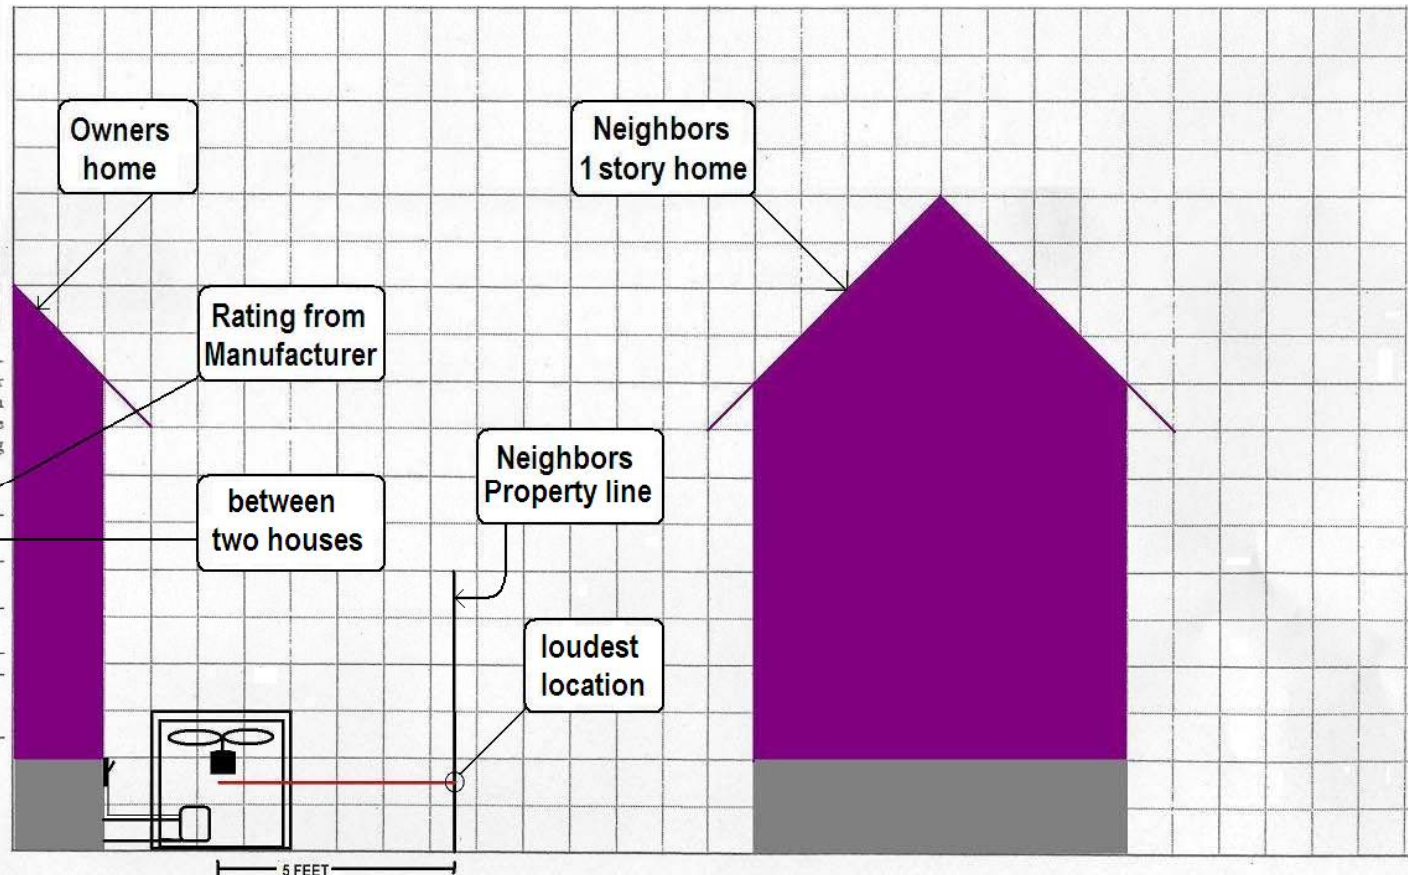 Owners
home
Neighbors
1 story home
Rating from
Manufacturer
Neighbors
Property line
between
two houses
loudest
location
5 FEET